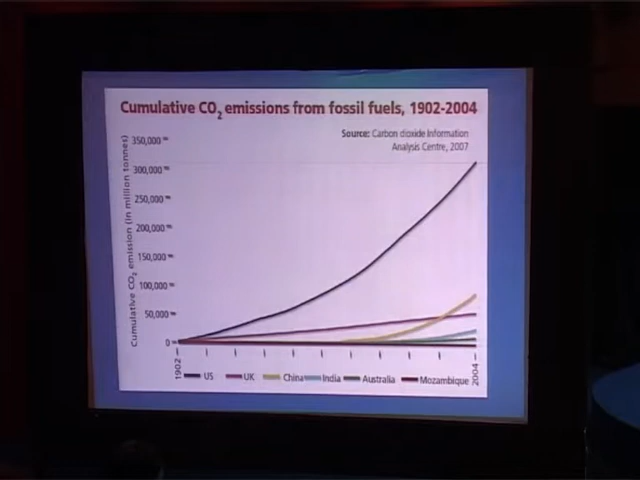 Cumulative CO2 emissions from fossil fuels, 1902-2004
Source: Carbon dioxide Information
Analysis Centre, 2007
Cumulative CO2 emission (in million tonnes)
350,000
300,000
250,000
200,000
150,000
100,000
50,000
0
1902
2004
US UK China India Australia Mozambique